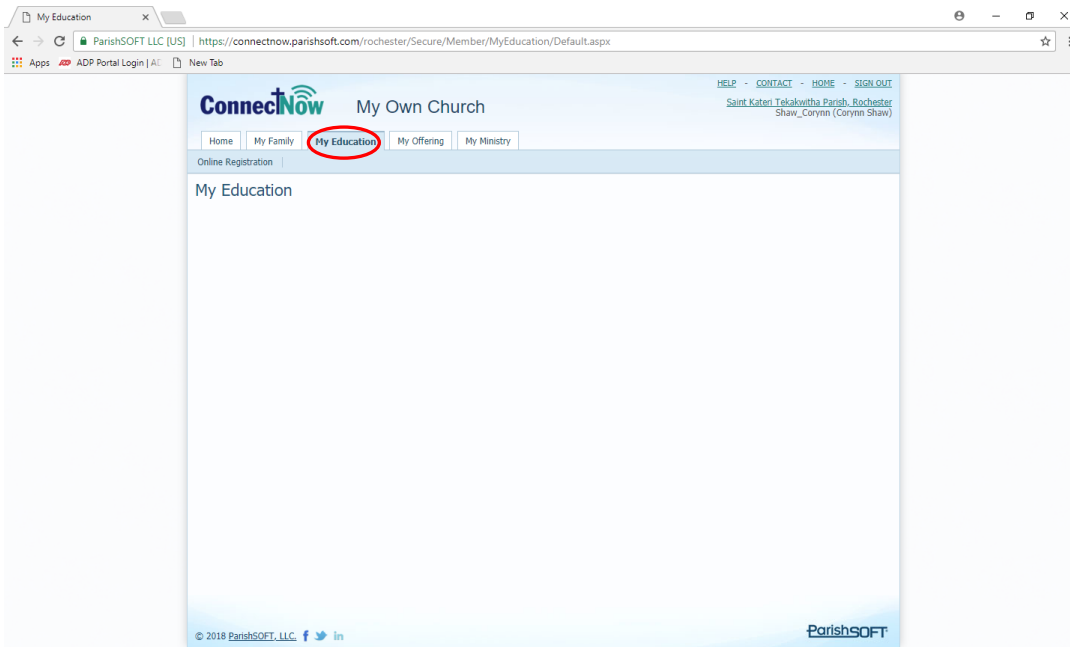 My Education
ParishSOFT LLC [US] | https://connectnow.parishsoft.com/rochester/Secure/Member/MyEducation/Default.aspx
Apps ADP Portal Login | AD New Tab
HELP - CONTACT - HOME - SIGN OUT
ConnectNow My Own Church
Saint Kateri Tekakwitha Parish, Rochester
Shaw_Corynn (Corynn Shaw)
Home My Family My Education My Offering My Ministry
Online Registration
My Education
© 2018 ParishSOFT, LLC. f in
ParishSOFT